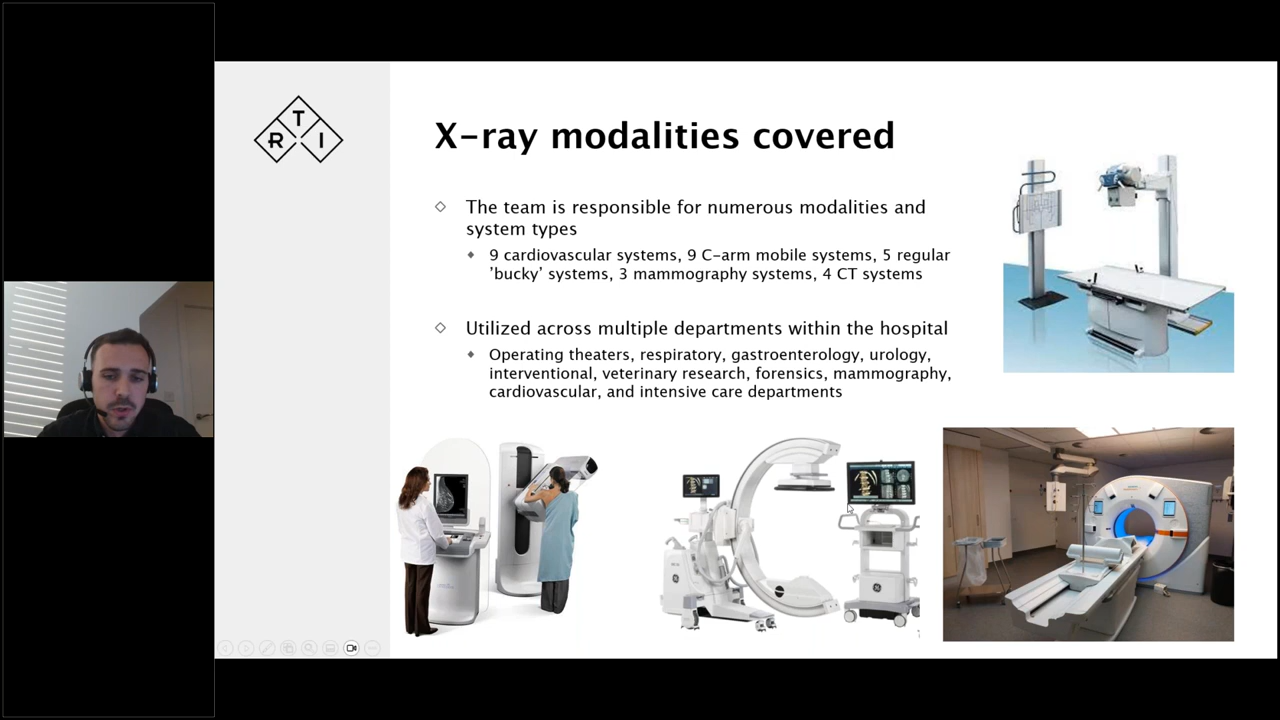 R T I
X-ray modalities covered
The team is responsible for numerous modalities and
system types
9 cardiovascular systems, 9 C-arm mobile systems, 5 regular
'bucky' systems, 3 mammography systems, 4 CT systems
Utilized across multiple departments within the hospital
Operating theaters, respiratory, gastroenterology, urology,
interventional, veterinary research, forensics, mammography,
cardiovascular, and intensive care departments